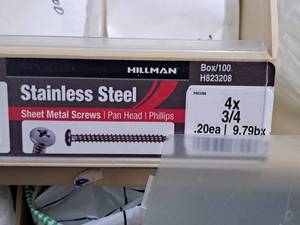 HILLMAN
Box/100
H823208
Stainless Steel
Sheet Metal Screws | Pan Head | Phillips
4x
3/4
.20ea | 9.79bx